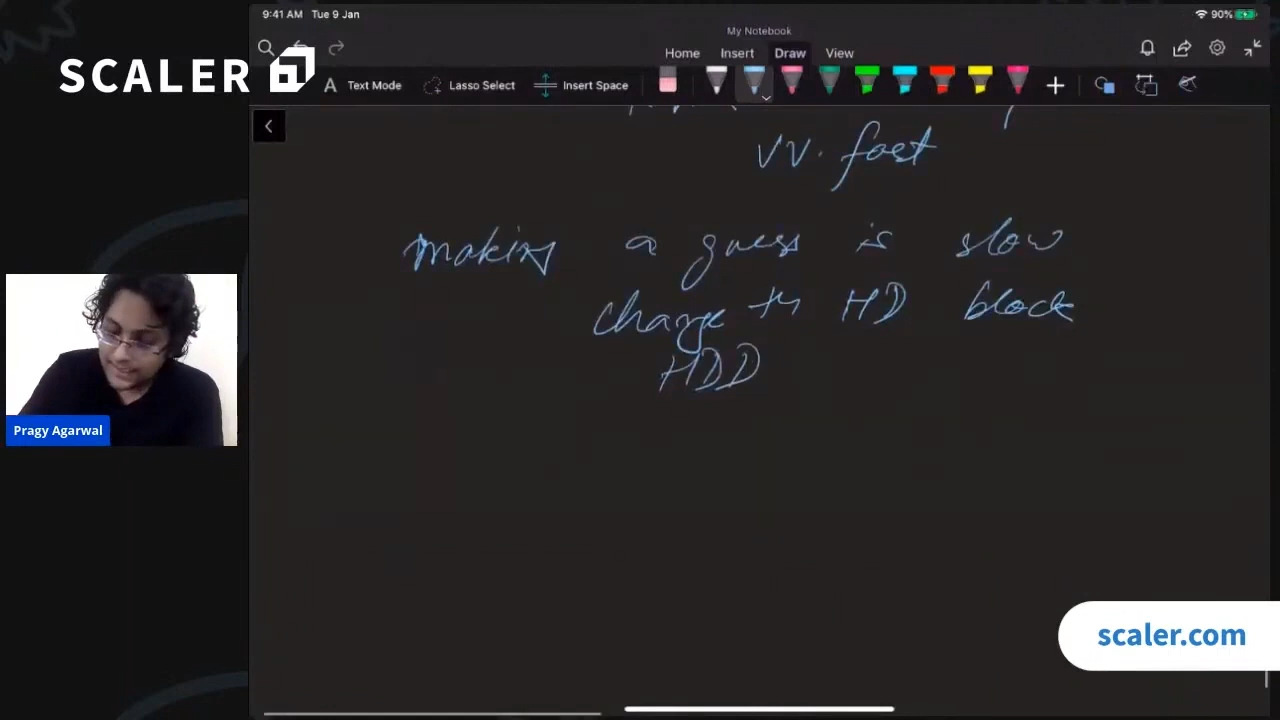 9:41 AM Tue 9 Jan
90%
My Notebook
SCALER
Home Insert Draw View
Text Mode Lasso Select Insert Space
vv. fast
making a guess is slow
change th HD block
HDD
Pragy Agarwal
scaler.com